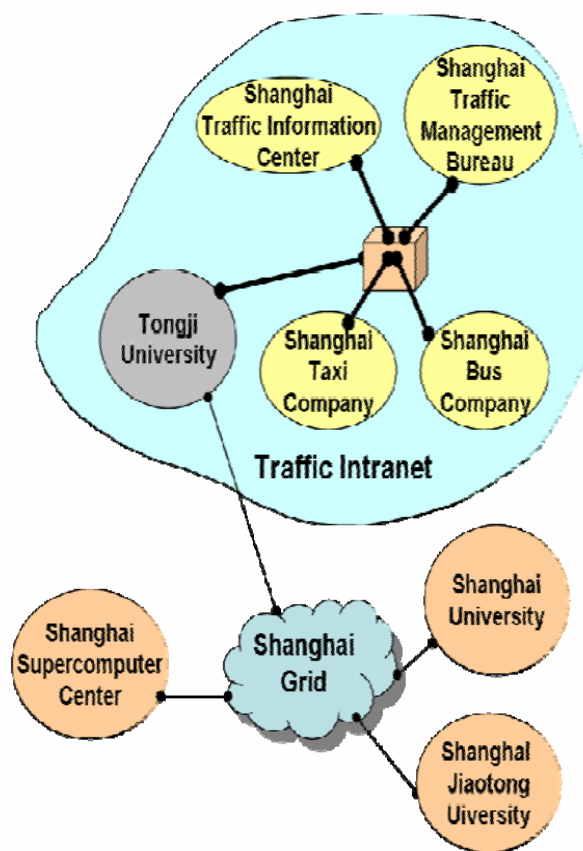 Shanghai
Traffic Information
Center
Shanghai
Traffic
Management
Bureau
Tongji
University
Shanghai
Taxi
Company
Shanghai
Bus
Company
Traffic Intranet
Shanghai
Grid
Shanghai
University
Shanghai
Supercomputer
Center
Shanghai
Jiaotong
Uiversity